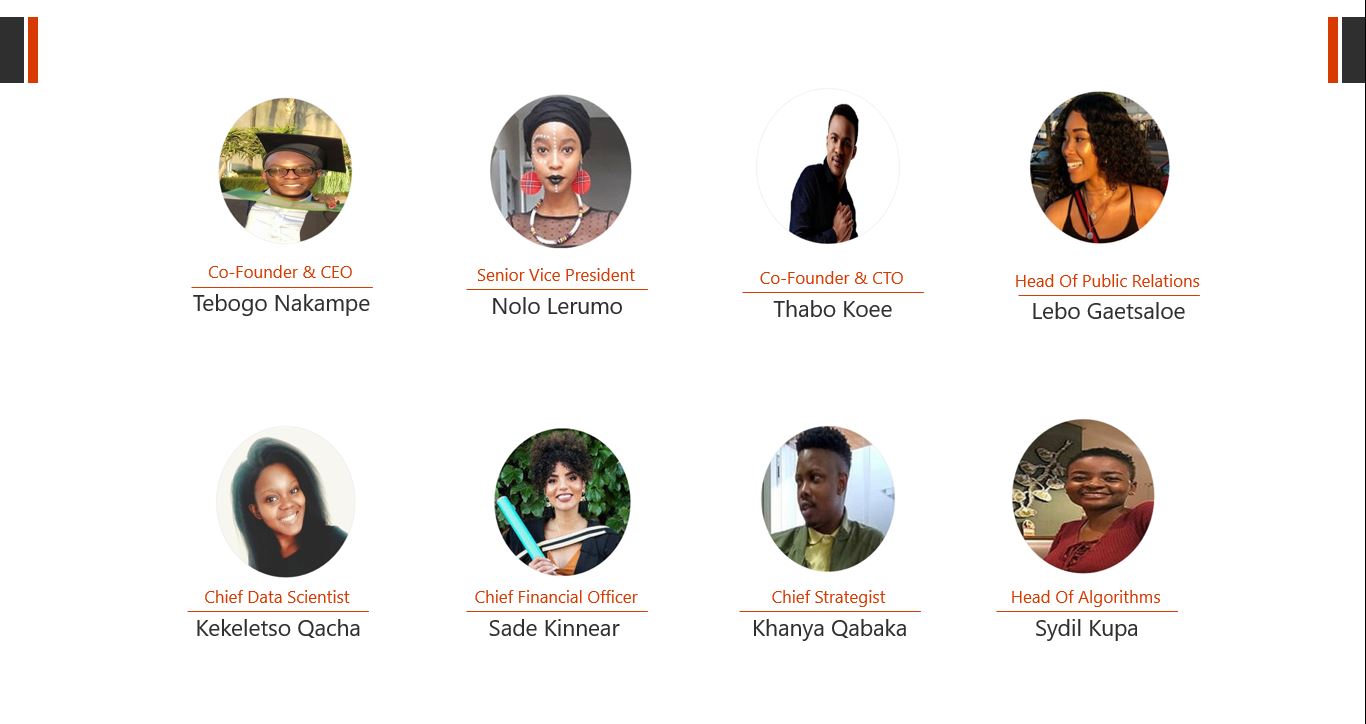 Co-Founder & CEO
Tebogo Nakampe
Senior Vice President
Nolo Lerumo
Co-Founder & CTO
Thabo Koee
Head Of Public Relations
Lebo Gaetsaloe
Chief Data Scientist
Kekeletso Qacha
Chief Financial Officer
Sade Kinnear
Chief Strategist
Khanya Qabaka
Head Of Algorithms
Sydil Kupa